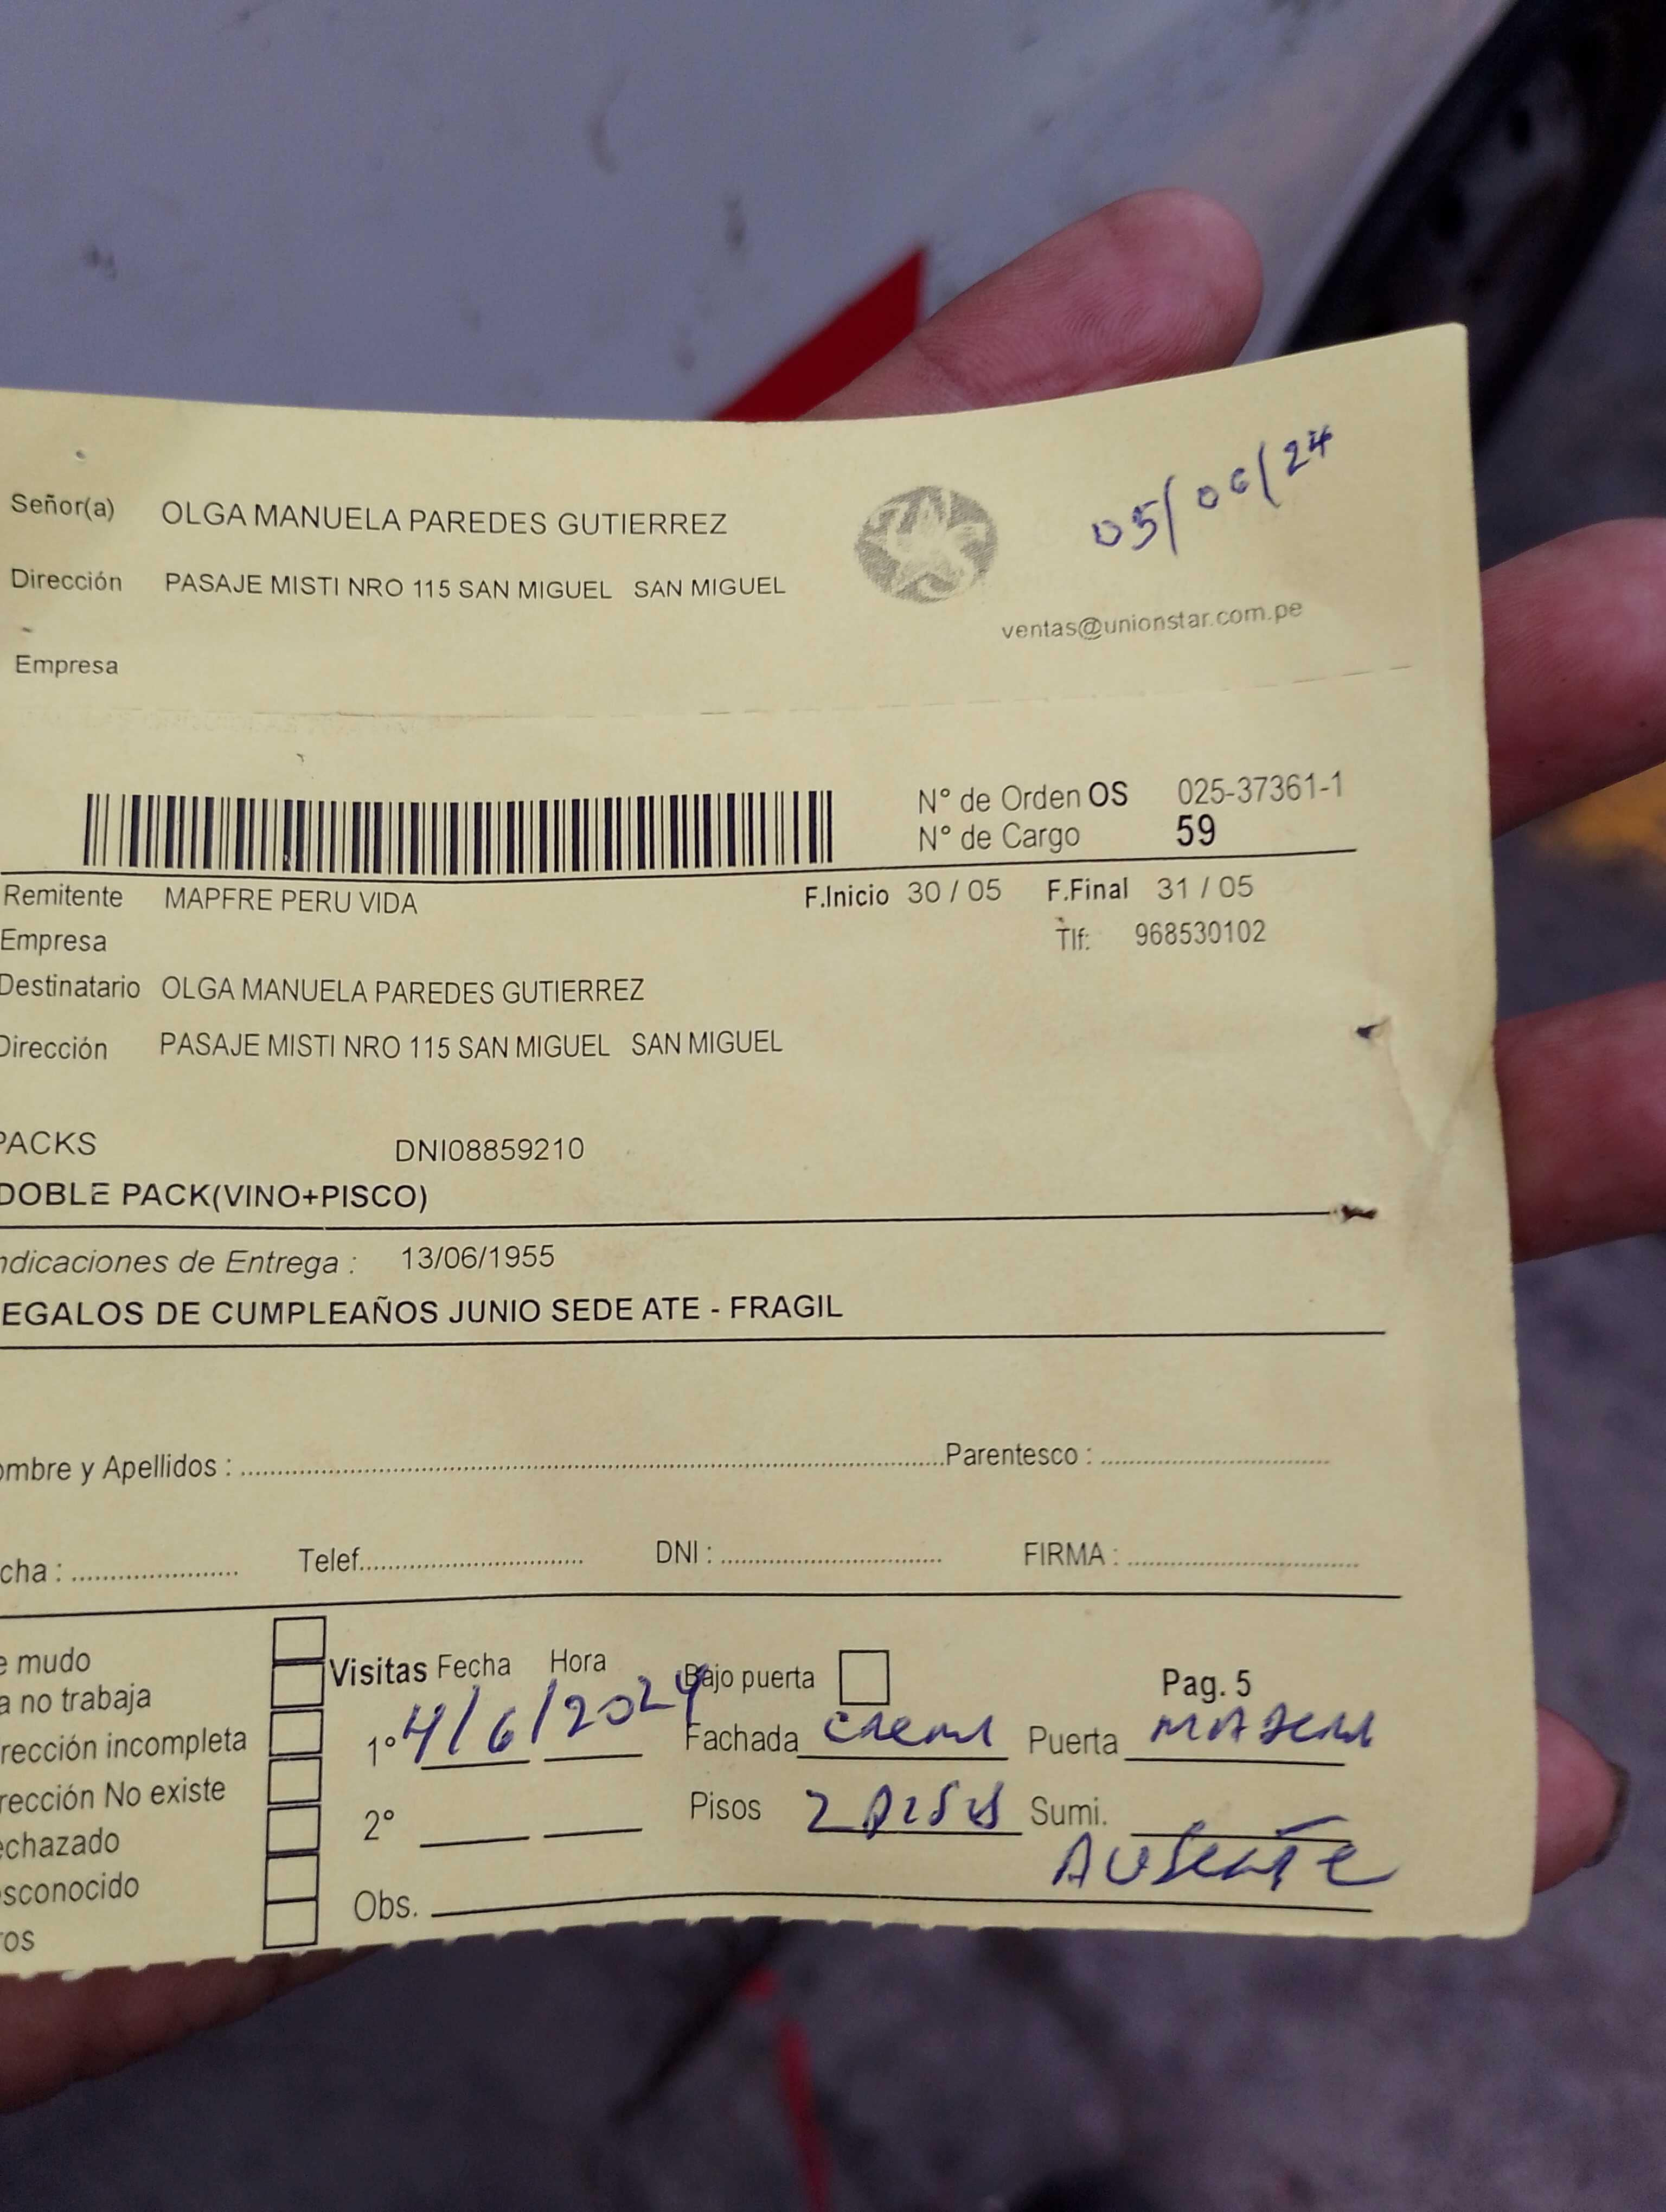 05/06/24
Señor(a) OLGA MANUELA PAREDES GUTIERREZ
Dirección PASAJE MISTI NRO 115 SAN MIGUEL SAN MIGUEL
ventas@unionstar.com.pe
Empresa
N° de Orden OS 025-37361-1
N° de Cargo 59
Remitente MAPFRE PERU VIDA F.Inicio 30 / 05 F.Final 31 / 05
Empresa Tlf: 968530102
Destinatario OLGA MANUELA PAREDES GUTIERREZ
Dirección PASAJE MISTI NRO 115 SAN MIGUEL SAN MIGUEL
PACKS DNI08859210
DOBLE PACK(VINO+PISCO)
ndicaciones de Entrega : 13/06/1955
EGALOS DE CUMPLEAÑOS JUNIO SEDE ATE - FRAGIL
ombre y Apellidos : Parentesco :
cha : Telef. DNI : FIRMA :
e mudo
Visitas Fecha Hora Bajo puerta Pag. 5
a no trabaja
rección incompleta 1° 4/6/2024 Fachada crema Puerta madera
rección No existe
2° Pisos 2 pisos Sumi.
echazado
Ausente
sconocido
Obs.
ros